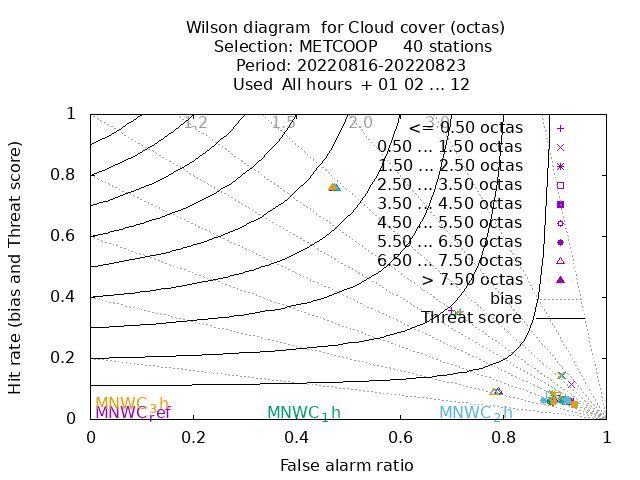 Wilson diagram  for Cloud cover (octas)
Selection: METCOOP     40 stations
Period: 20220816-20220823
Used  All hours  + 01 02 ... 12
Hit rate (bias and Threat score)
1
0.8
0.6
0.4
0.2
0
1.2
1.5
2.0
3.0
<= 0.50 octas
0.50 ... 1.50 octas
1.50 ... 2.50 octas
2.50 ... 3.50 octas
3.50 ... 4.50 octas
4.50 ... 5.50 octas
5.50 ... 6.50 octas
6.50 ... 7.50 octas
> 7.50 octas
bias
Threat score
MNWC_3h
MNWC_ref
MNWC_1h
MNWC_2h
0 0.2 0.4 0.6 0.8 1
False alarm ratio